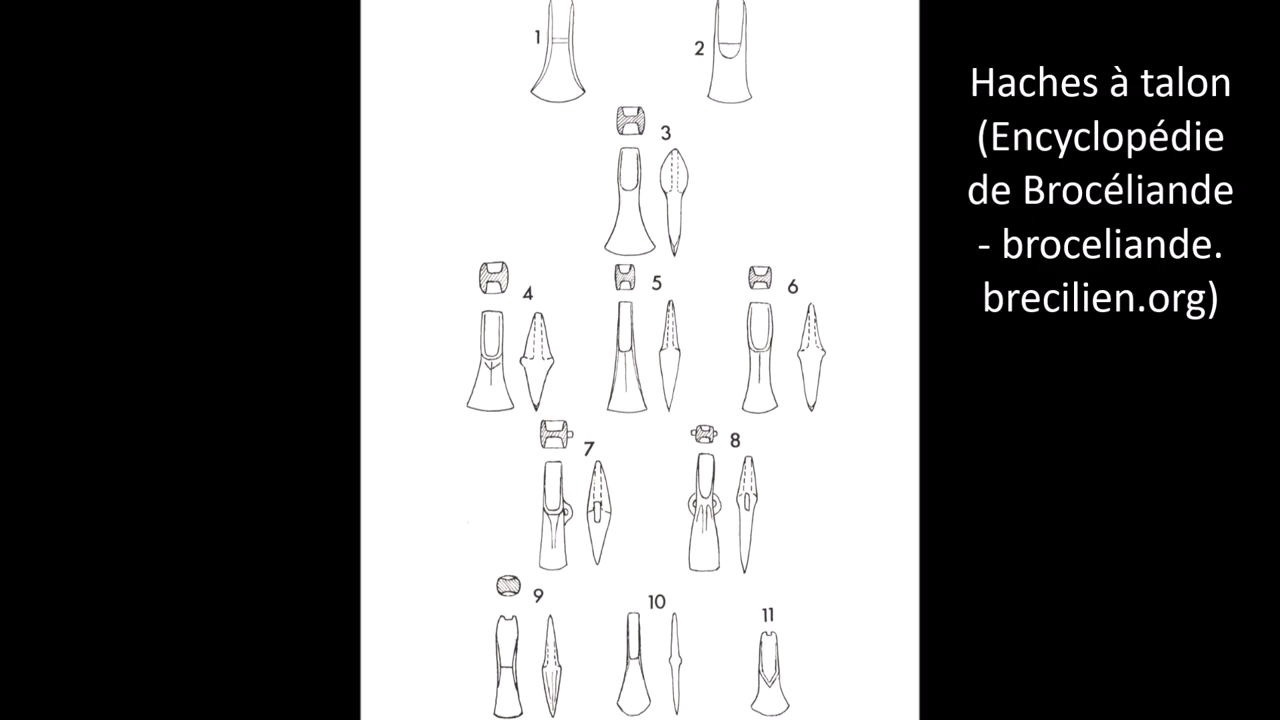 1
2
3
4
5
6
7
8
9
10
11
Haches à talon
(Encyclopédie
de Brocéliande
- broceliande.
brecilien.org)